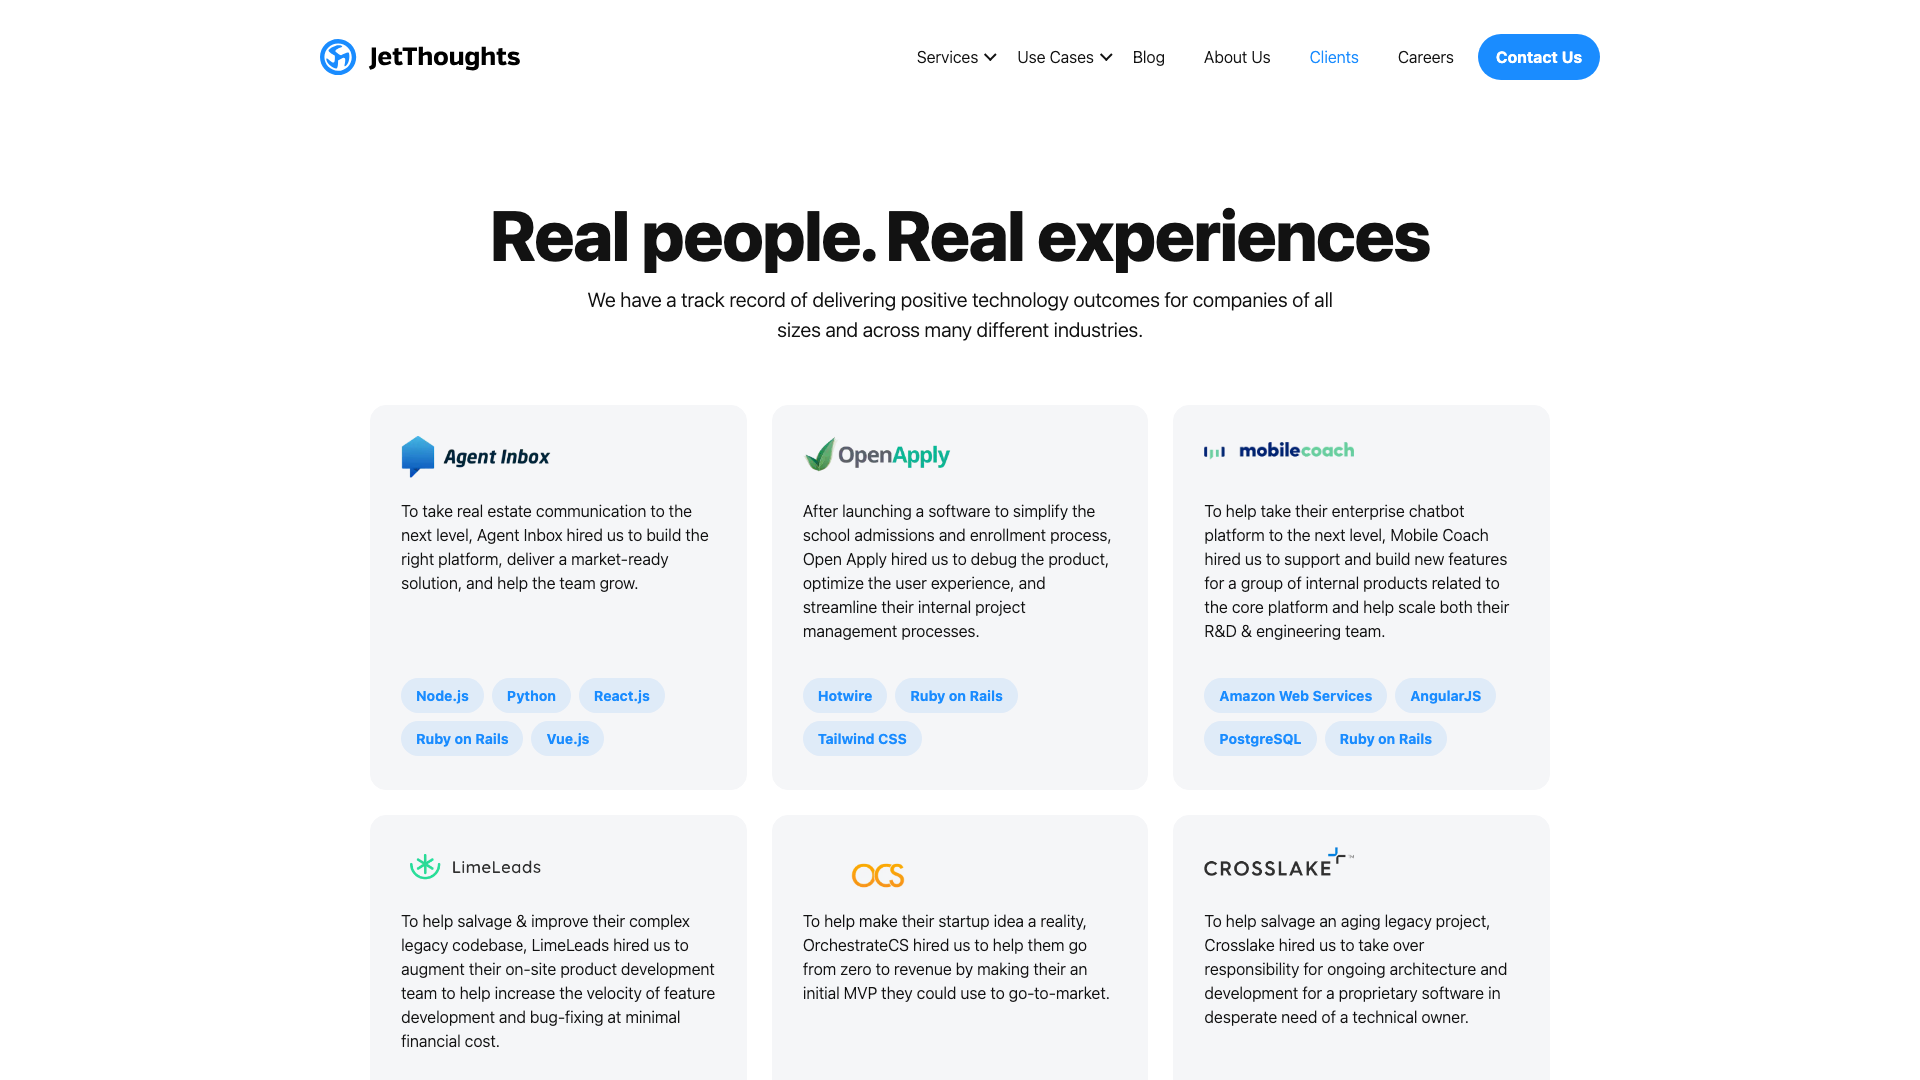 JetThoughts
Services Use Cases Blog About Us Clients Careers Contact Us
Real people. Real experiences
We have a track record of delivering positive technology outcomes for companies of all
sizes and across many different industries.
Agent Inbox
To take real estate communication to the
next level, Agent Inbox hired us to build the
right platform, deliver a market-ready
solution, and help the team grow.
Node.js Python React.js
Ruby on Rails Vue.js
OpenApply
After launching a software to simplify the
school admissions and enrollment process,
Open Apply hired us to debug the product,
optimize the user experience, and
streamline their internal project
management processes.
Hotwire Ruby on Rails
Tailwind CSS
mobilecoach
To help take their enterprise chatbot
platform to the next level, Mobile Coach
hired us to support and build new features
for a group of internal products related to
the core platform and help scale both their
R&D & engineering team.
Amazon Web Services AngularJS
PostgreSQL Ruby on Rails
LimeLeads
To help salvage & improve their complex
legacy codebase, LimeLeads hired us to
augment their on-site product development
team to help increase the velocity of feature
development and bug-fixing at minimal
financial cost.
OCS
To help make their startup idea a reality,
OrchestrateCS hired us to help them go
from zero to revenue by making their an
initial MVP they could use to go-to-market.
CROSSLAKE™
To help salvage an aging legacy project,
Crosslake hired us to take over
responsibility for ongoing architecture and
development for a proprietary software in
desperate need of a technical owner.